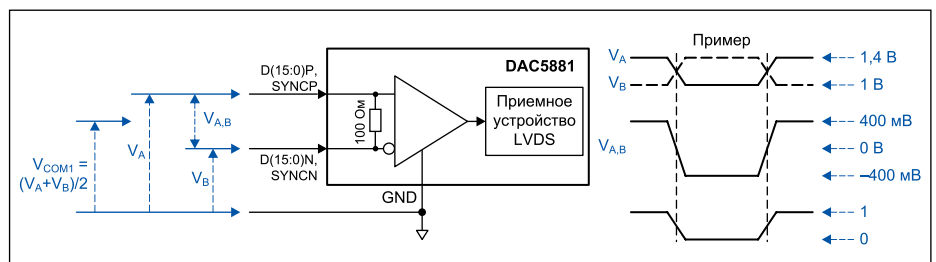 D(15:0)P,
SYNCP
DAC5881
100 Ом
Приемное
устройство
LVDS
D(15:0)N,
SYNCN
GND
V_A,B
V_A
V_B
V_COM1 =
(V_A+V_B)/2
Пример
V_A
1,4 В
V_B
1 В
V_A,B
400 мВ
0 В
–400 мВ
1
0